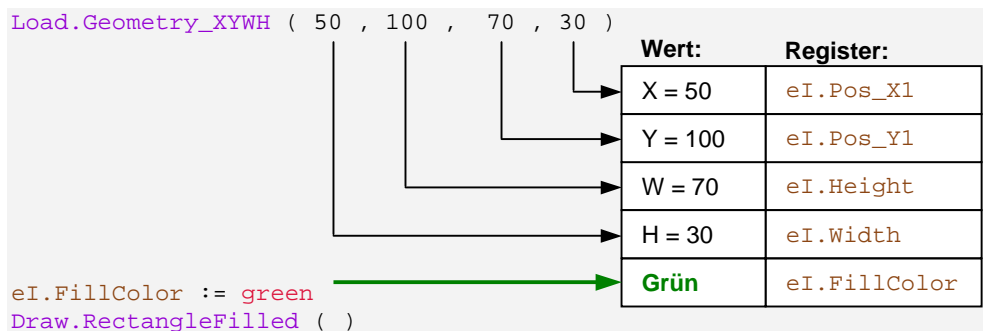 Load.Geometry_XYWH ( 50 , 100 , 70 , 30 )
Wert: Register:
X = 50 eI.Pos_X1
Y = 100 eI.Pos_Y1
W = 70 eI.Height
H = 30 eI.Width
Grün eI.FillColor
eI.FillColor := green
Draw.RectangleFilled ( )